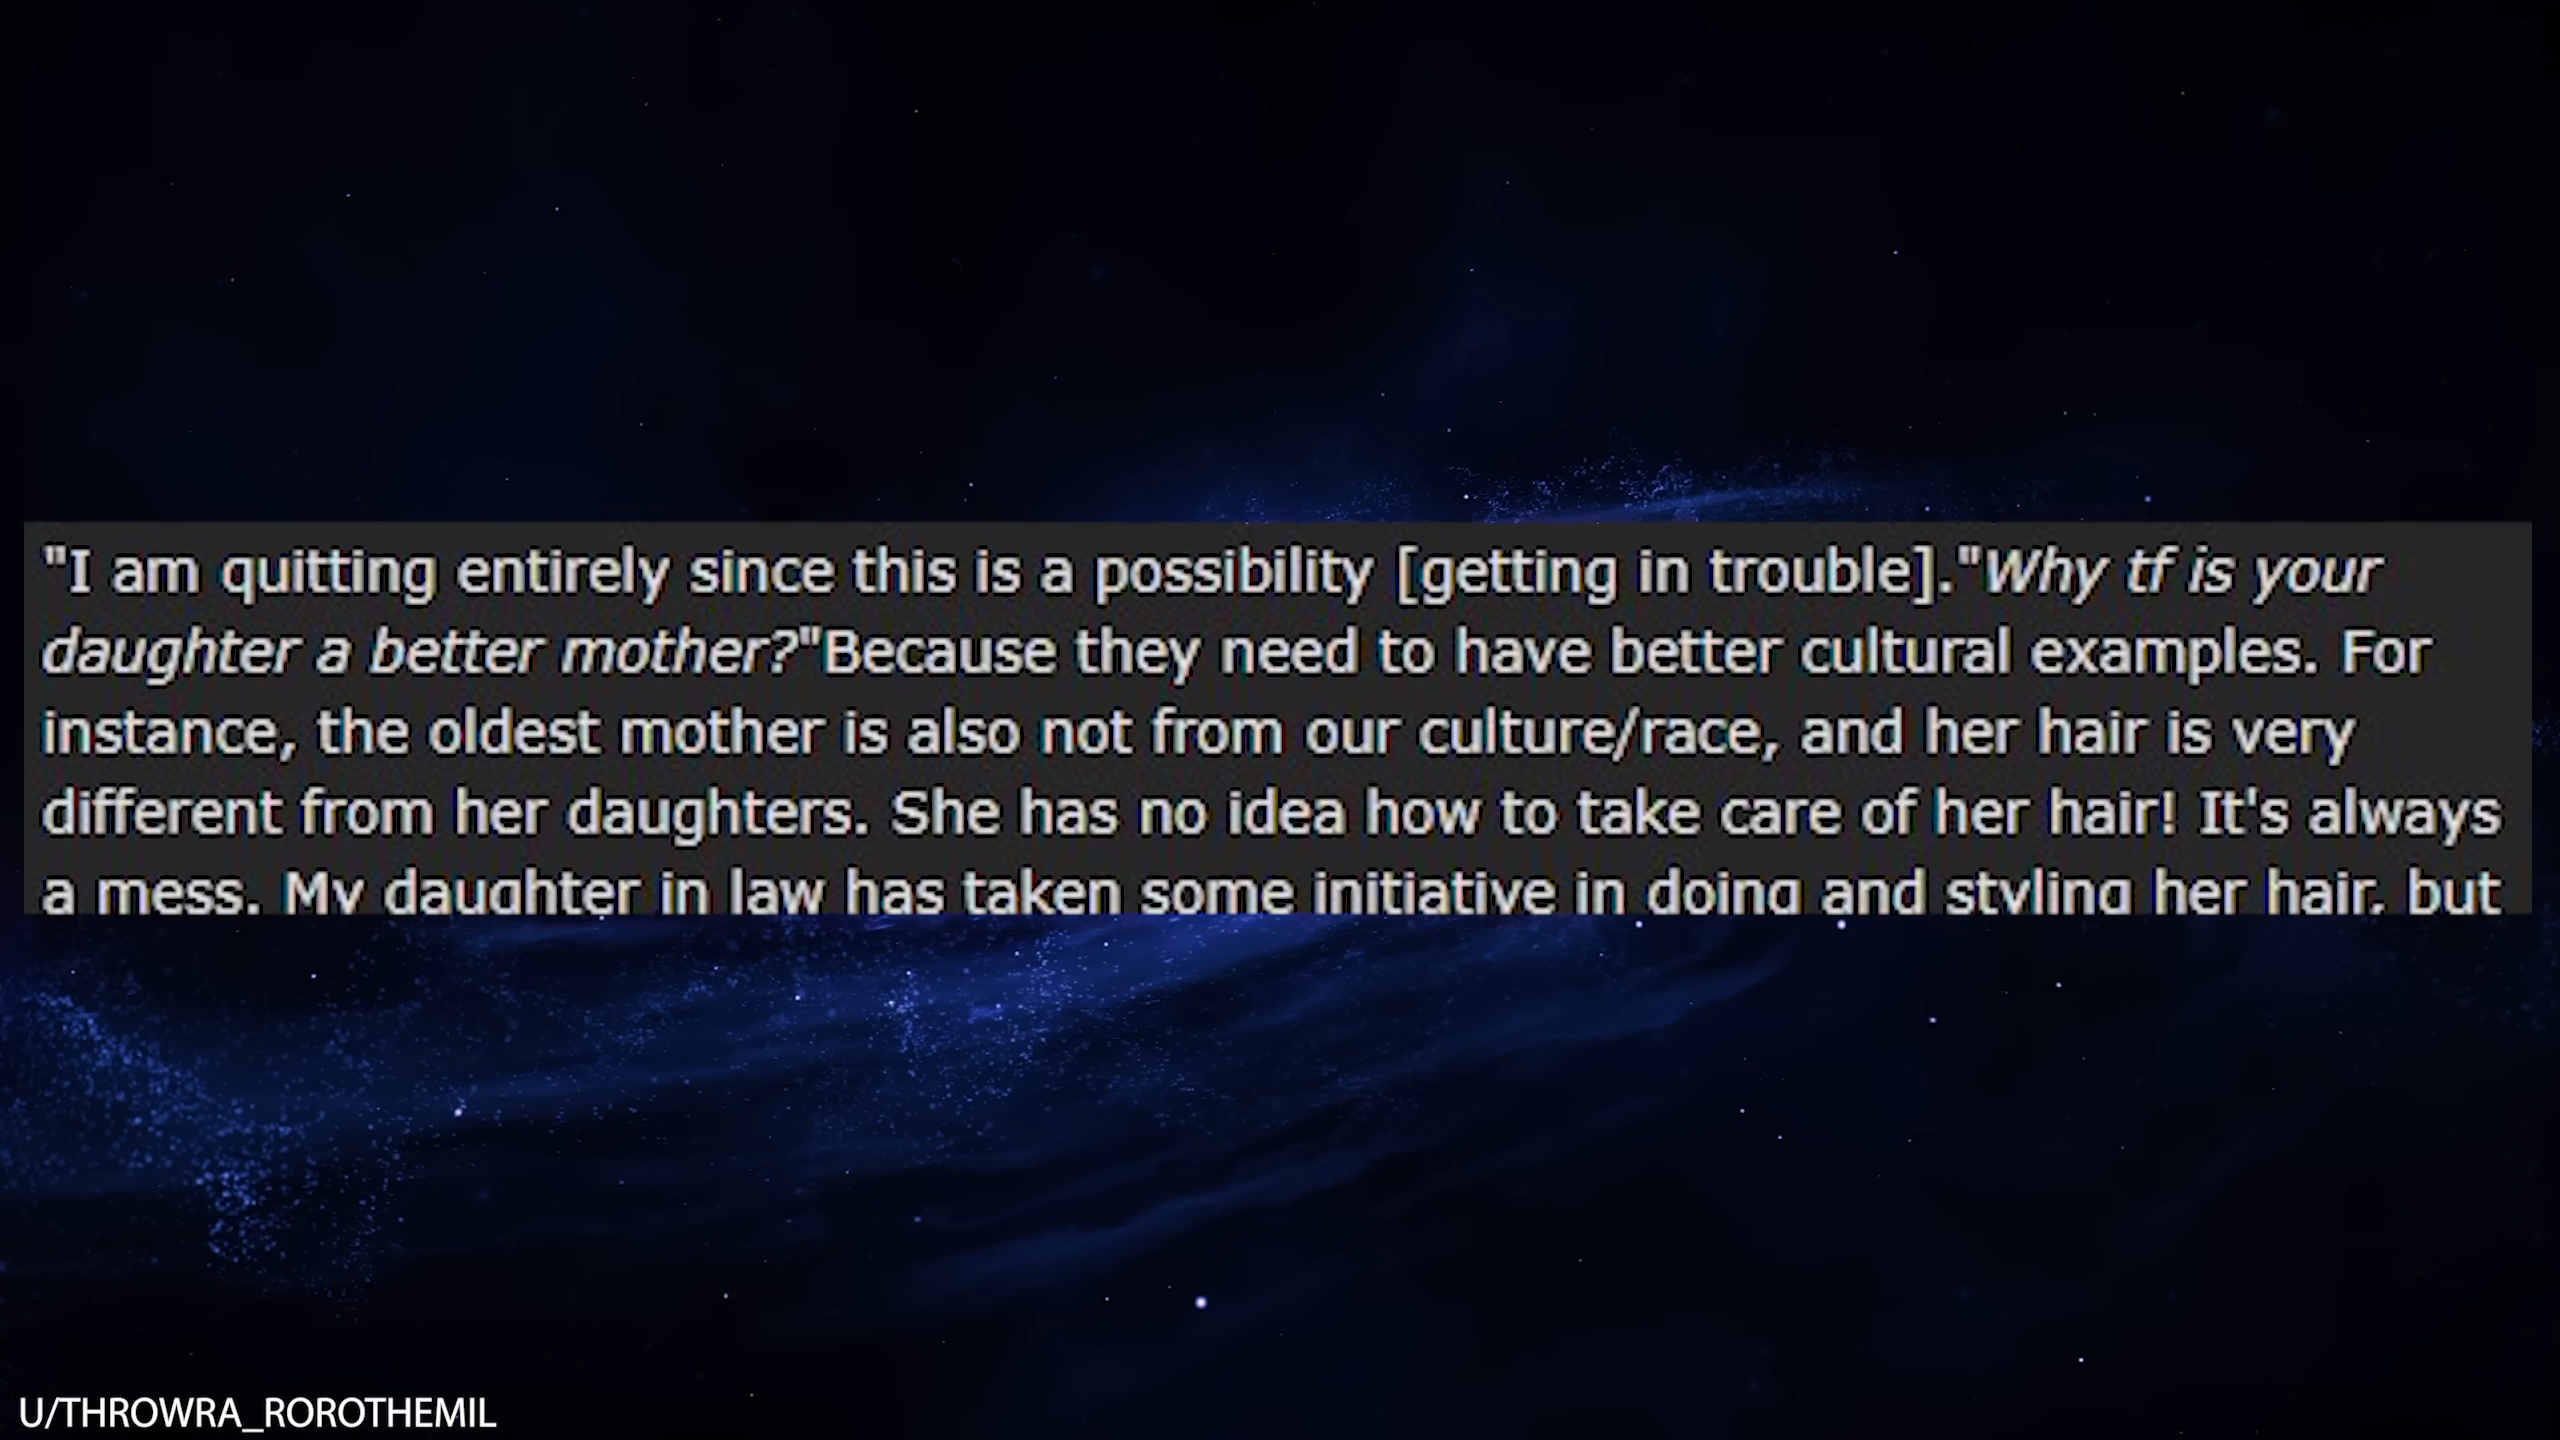 "I am quitting entirely since this is a possibility [getting in trouble]."Why tf is your
daughter a better mother?"Because they need to have better cultural examples. For
instance, the oldest mother is also not from our culture/race, and her hair is very
different from her daughters. She has no idea how to take care of her hair! It's always
a mess. My daughter in law has taken some initiative in doing and styling her hair, but
U/THROWRA_ROROTHEMIL